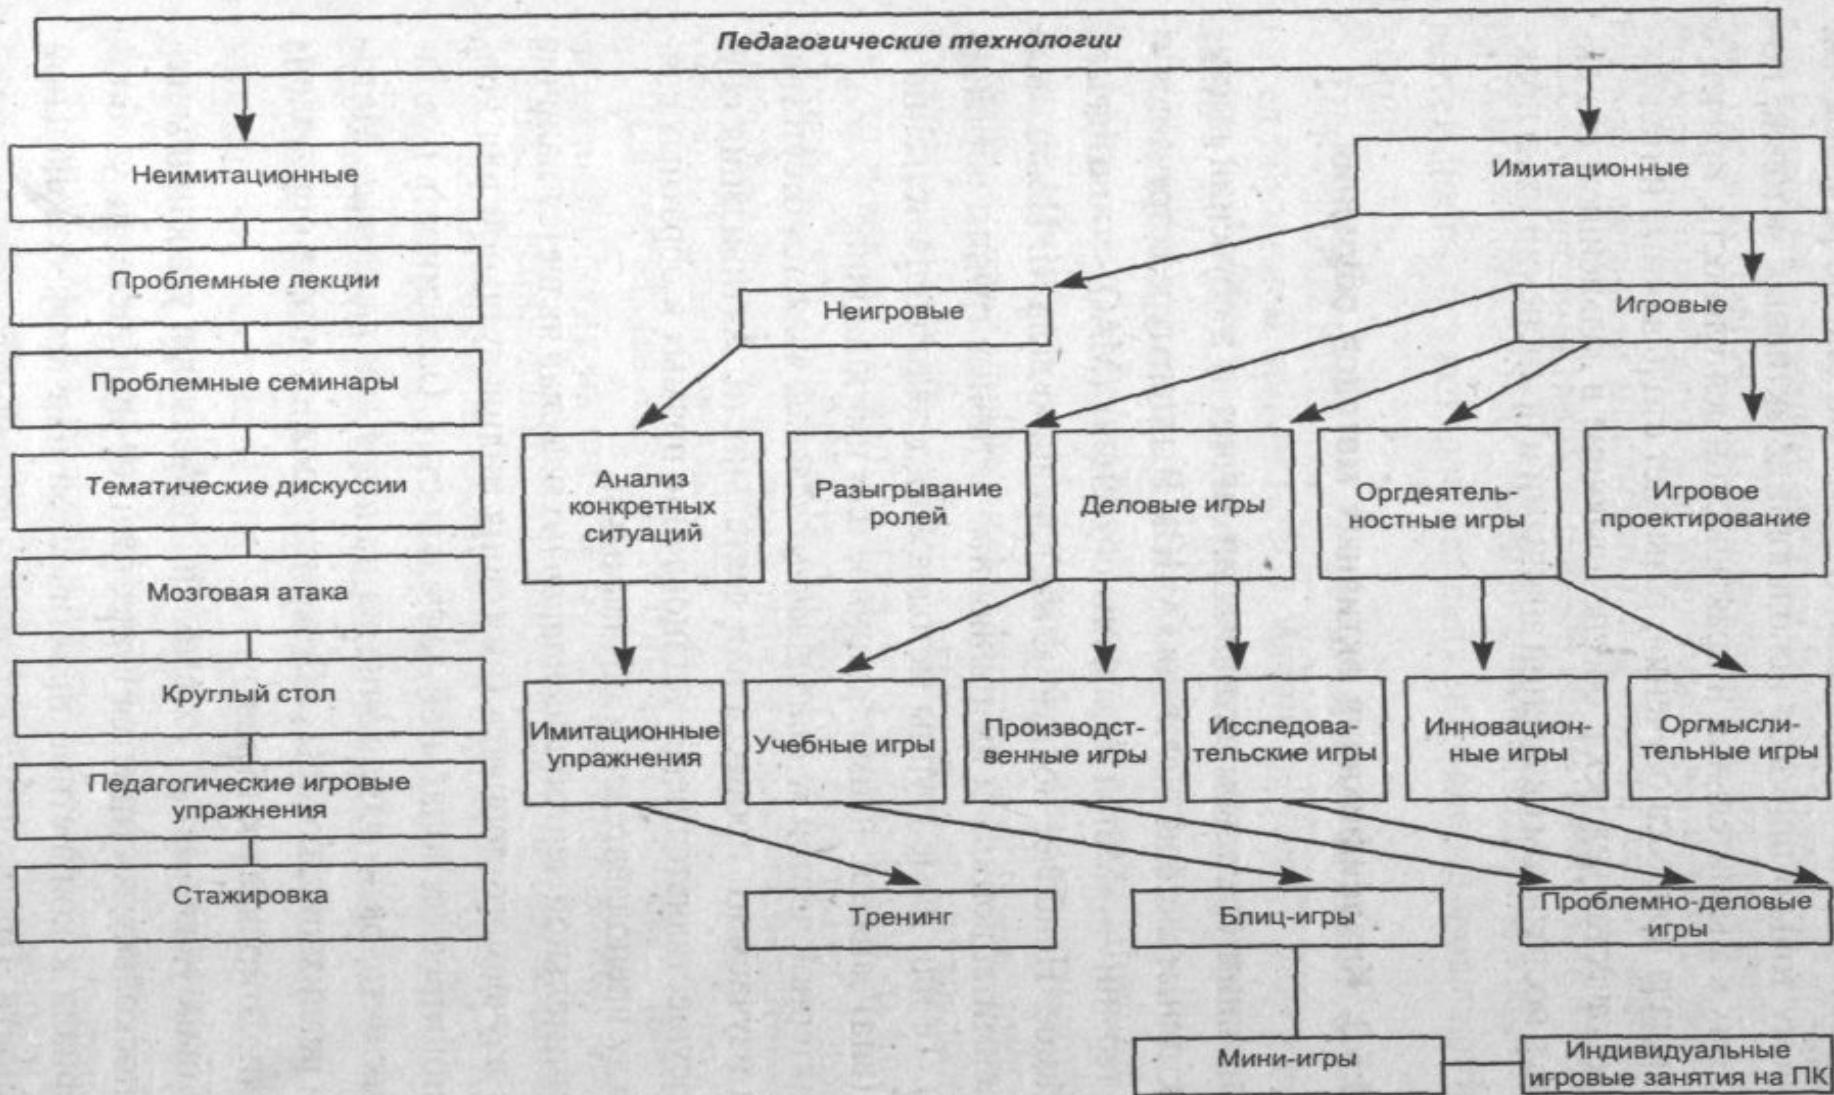 Педагогические технологии
Неимитационные
Имитационные
Проблемные лекции
Неигровые
Игровые
Проблемные семинары
Тематические дискуссии
Анализ
конкретных
ситуаций
Разыгрывание
ролей
Деловые игры
Оргдеятель-
ностные игры
Игровое
проектирование
Мозговая атака
Круглый стол
Имитационные
упражнения
Учебные игры
Производст-
венные игры
Исследова-
тельские игры
Инновацион-
ные игры
Оргмысли-
тельные игры
Педагогические игровые
упражнения
Стажировка
Тренинг
Блиц-игры
Проблемно-деловые
игры
Мини-игры
Индивидуальные
игровые занятия на ПК